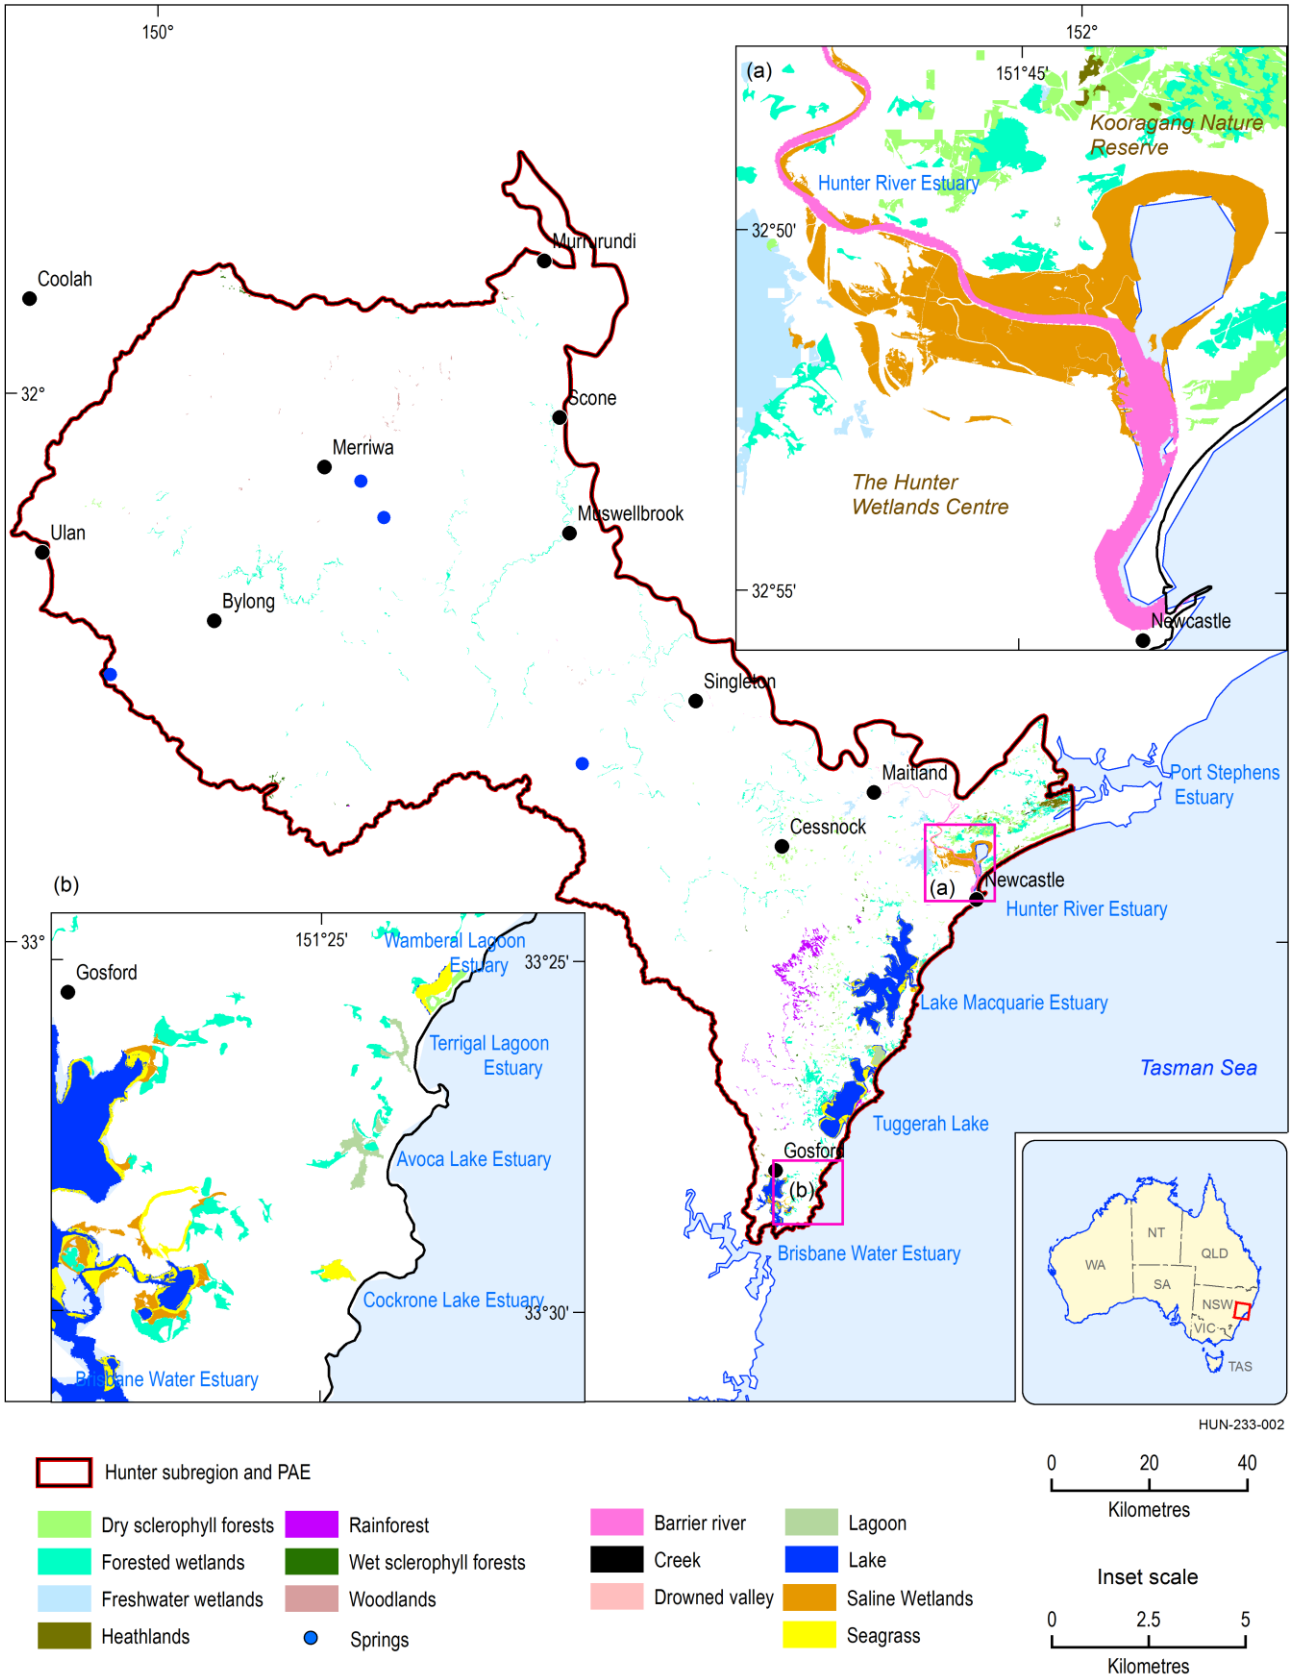 150°
152°
(a)
151°45'
Kooragang Nature
Reserve
Hunter River Estuary
32°50'
Murrurundi
Coolah
32°
Scone
Merriwa
The Hunter
Wetlands Centre
Muswellbrook
Ulan
32°55'
Bylong
Newcastle
Singleton
Maitland
Port Stephens
Estuary
Cessnock
(b)
(a)
Newcastle
Hunter River Estuary
33°
151°25'
Wamberal Lagoon
Estuary
33°25'
Gosford
Lake Macquarie Estuary
Terrigal Lagoon
Estuary
Tasman Sea
Tuggerah Lake
Gosford
Avoca Lake Estuary
(b)
Brisbane Water Estuary
Cockrone Lake Estuary
33°30'
Brisbane Water Estuary
WA
NT
SA
QLD
NSW
VIC
TAS
HUN-233-002
Hunter subregion and PAE
Dry sclerophyll forests
Forested wetlands
Freshwater wetlands
Heathlands
Rainforest
Wet sclerophyll forests
Woodlands
Springs
Barrier river
Creek
Drowned valley
Lagoon
Lake
Saline Wetlands
Seagrass
0 20 40
Kilometres
Inset scale
0 2.5 5
Kilometres